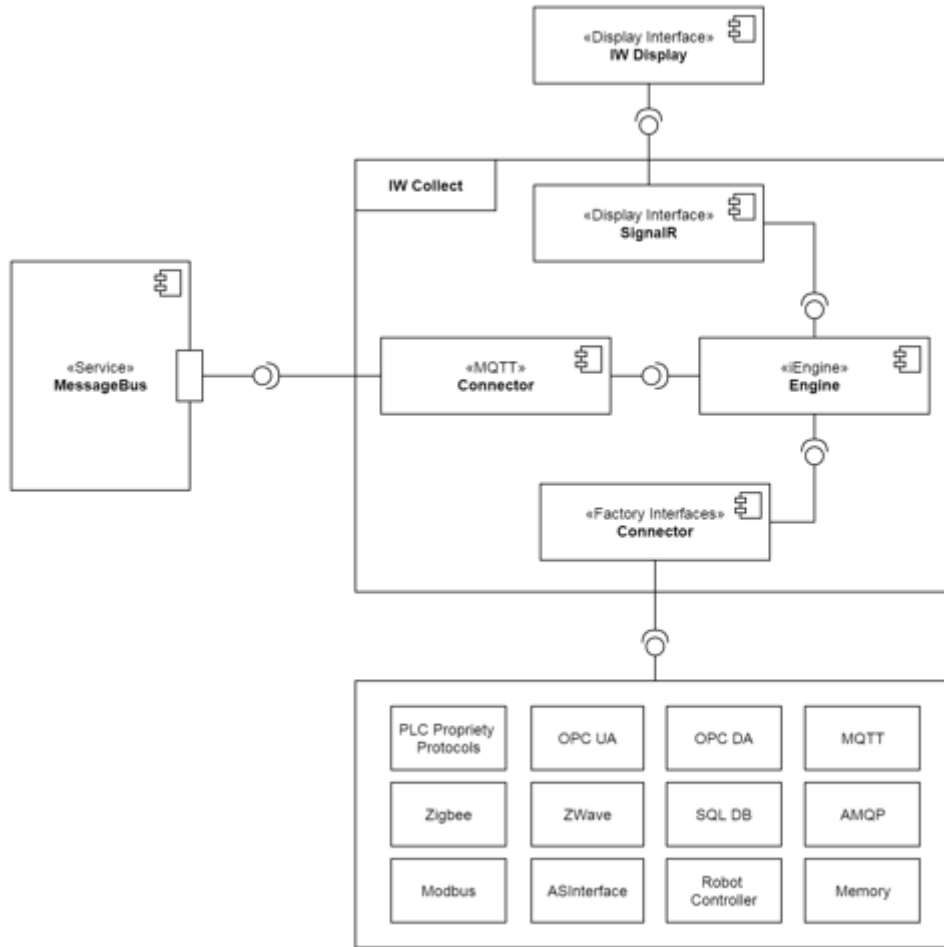 «Display Interface»
IW Display
IW Collect
«Display Interface»
SignalR
«Service»
MessageBus
«MQTT»
Connector
«iEngine»
Engine
«Factory Interfaces»
Connector
PLC Propriety
Protocols
OPC UA
OPC DA
MQTT
Zigbee
ZWave
SQL DB
AMQP
Modbus
ASInterface
Robot
Controller
Memory